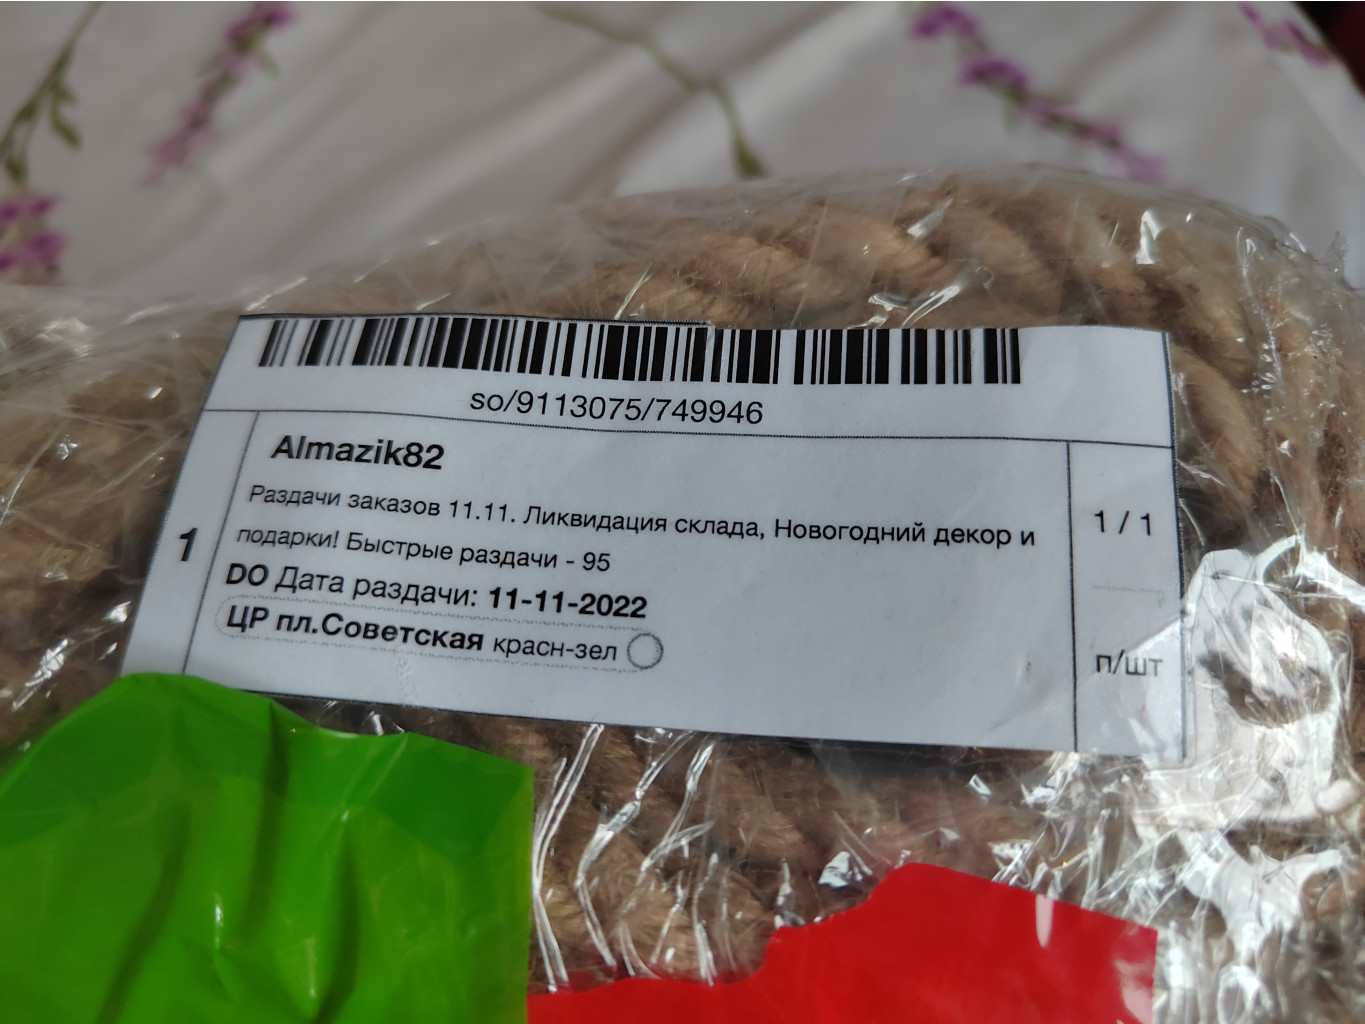 so/9113075/749946
Almazik82
Раздачи заказов 11.11. Ликвидация склада, Новогодний декор и
подарки! Быстрые раздачи - 95
1
DO Дата раздачи: 11-11-2022
ЦР пл.Советская красн-зел
1 / 1
п/шт